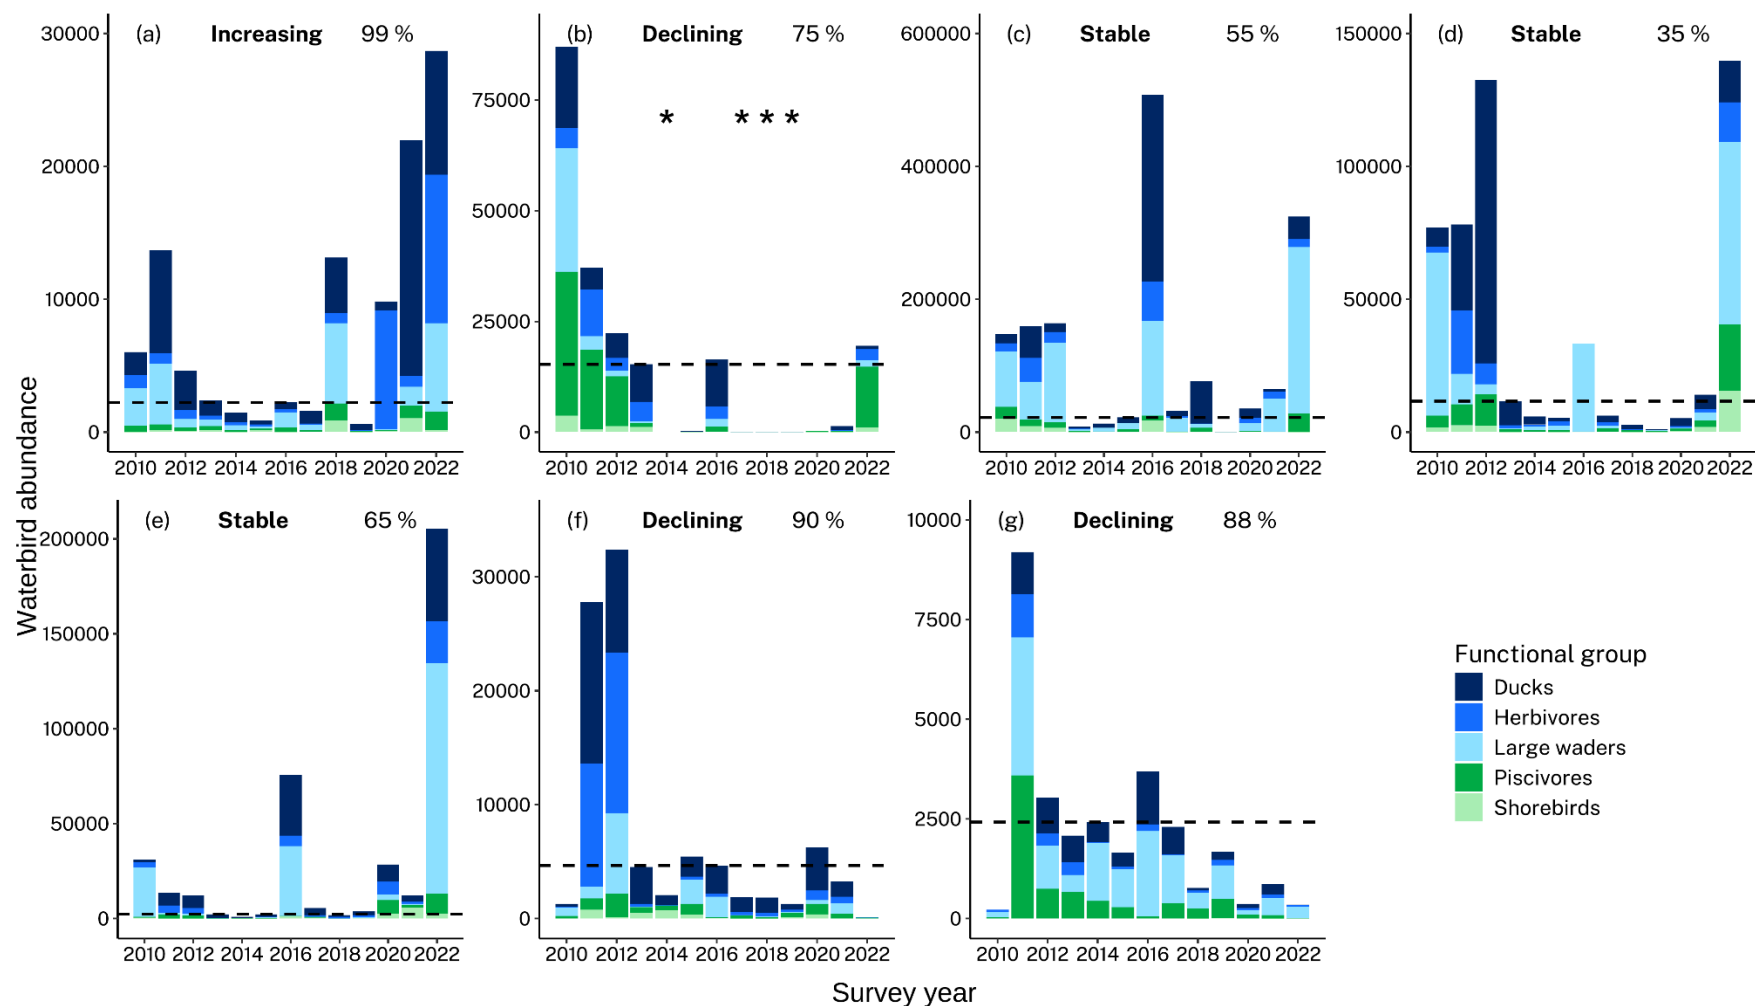 (a) Increasing 99 %
30000
20000
10000
0
2010 2012 2014 2016 2018 2020 2022
(b) Declining 75 %
* * * *
75000
50000
25000
0
2010 2012 2014 2016 2018 2020 2022
(c) Stable 55 %
600000
400000
200000
0
2010 2012 2014 2016 2018 2020 2022
(d) Stable 35 %
150000
100000
50000
0
2010 2012 2014 2016 2018 2020 2022
Waterbird abundance
(e) Stable 65 %
200000
150000
100000
50000
0
2010 2012 2014 2016 2018 2020 2022
(f) Declining 90 %
30000
20000
10000
0
2010 2012 2014 2016 2018 2020 2022
(g) Declining 88 %
10000
7500
5000
2500
0
2010 2012 2014 2016 2018 2020 2022
Functional group
Ducks
Herbivores
Large waders
Piscivores
Shorebirds
Survey year